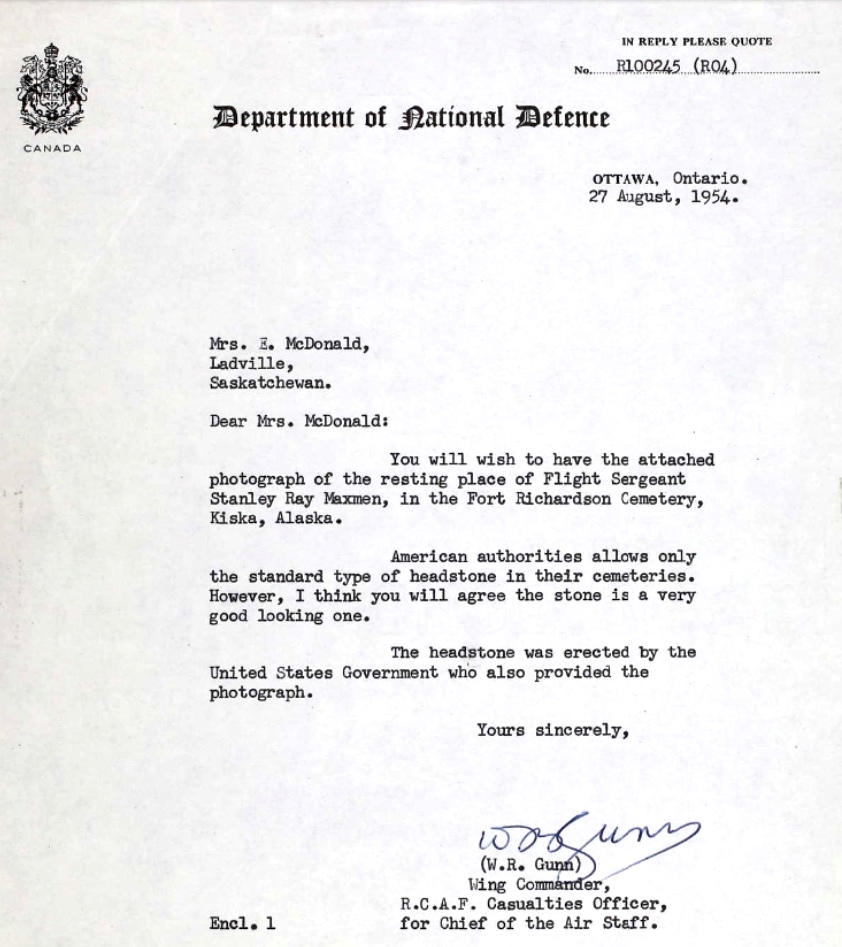 IN REPLY PLEASE QUOTE
No. R100245 (R04)
CANADA
Department of National Defence
OTTAWA, Ontario.
27 August, 1954.
Mrs. E. McDonald,
Ladville,
Saskatchewan.
Dear Mrs. McDonald:
You will wish to have the attached
photograph of the resting place of Flight Sergeant
Stanley Ray Maxmen, in the Fort Richardson Cemetery,
Kiska, Alaska.
American authorities allows only
the standard type of headstone in their cemeteries.
However, I think you will agree the stone is a very
good looking one.
The headstone was erected by the
United States Government who also provided the
photograph.
Yours sincerely,
WR Gunn
(W.R. Gunn)
Wing Commander,
R.C.A.F. Casualties Officer,
Encl. 1 for Chief of the Air Staff.